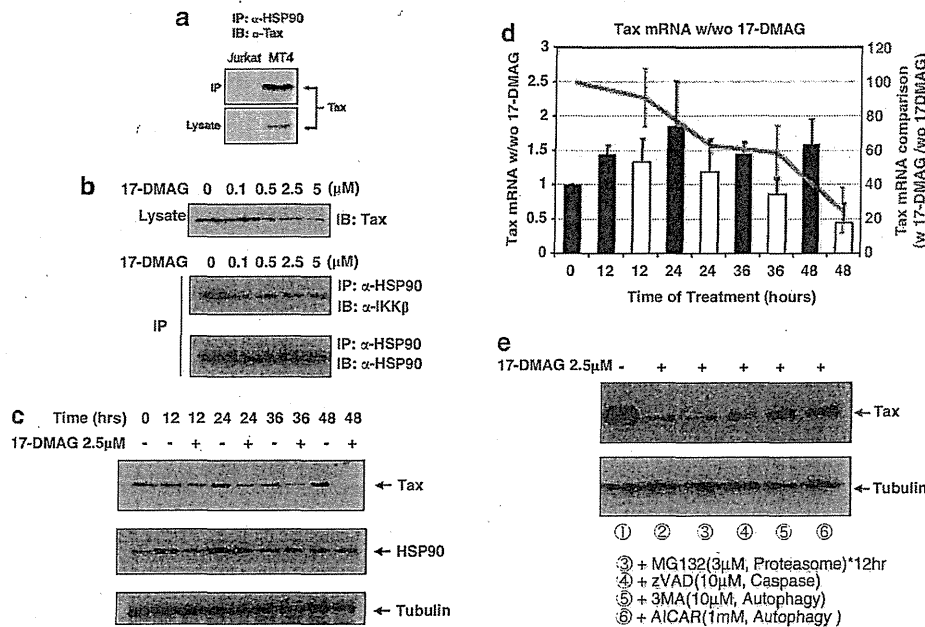 a
IP: α-HSP90
IB: α-Tax
Jurkat MT4
IP
Lysate
Tax
b
17-DMAG 0 0.1 0.5 2.5 5 (μM)
Lysate
IB: Tax
17-DMAG 0 0.1 0.5 2.5 5 (μM)
IP
IP: α-HSP90
IB: α-IKKβ
IP: α-HSP90
IB: α-HSP90
c
Time (hrs) 0 12 12 24 24 36 36 48 48
17-DMAG 2.5μM - - + - + - + - +
Tax
HSP90
Tubulin
d
Tax mRNA w/wo 17-DMAG
Tax mRNA w/wo 17-DMAG
3
2.5
2
1.5
1
0.5
0
120
100
80
60
40
20
0
Tax mRNA comparison
(w 17-DMAG /wo 17DMAG)
0 12 12 24 24 36 36 48 48
Time of Treatment (hours)
e
17-DMAG 2.5μM - + + + + +
Tax
Tubulin
① ② ③ ④ ⑤ ⑥
③ + MG132(3μM, Proteasome)*12hr
④ + zVAD(10μM, Caspase)
⑤ + 3MA(10μM, Autophagy)
⑥ + AICAR(1mM, Autophagy )